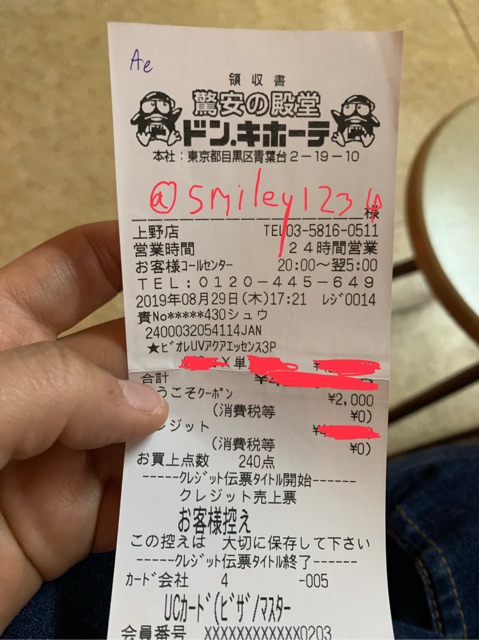 Ae
領収書
驚安の殿堂
ドン.キホーテ
本社：東京都目黒区青葉台２－１９－１０
@smiley123
様
上野店 TEL03-5816-0511
営業時間 ２４時間営業
お客様コールセンター 20:00～翌5:00
ＴＥＬ：０１２０－４４５－６４９
2019年08月29日(木)17:21 レジ0014
責No*****430シュウ
2400032054114JAN
★ビオレUVアクアエッセンス3P
X単
合計
うこそクーポン ¥2,000
(消費税等 ¥0)
レジット
(消費税等 ¥0)
お買上点数 240点
-----クレジット伝票タイトル開始-----
クレジット売上票
お客様控え
この控えは 大切に保存して下さい
-----クレジット伝票タイトル終了-----
カード会社 4 -005
UCカード(ビザ/マスター
会員番号 XXXXXXXXXXXX0203